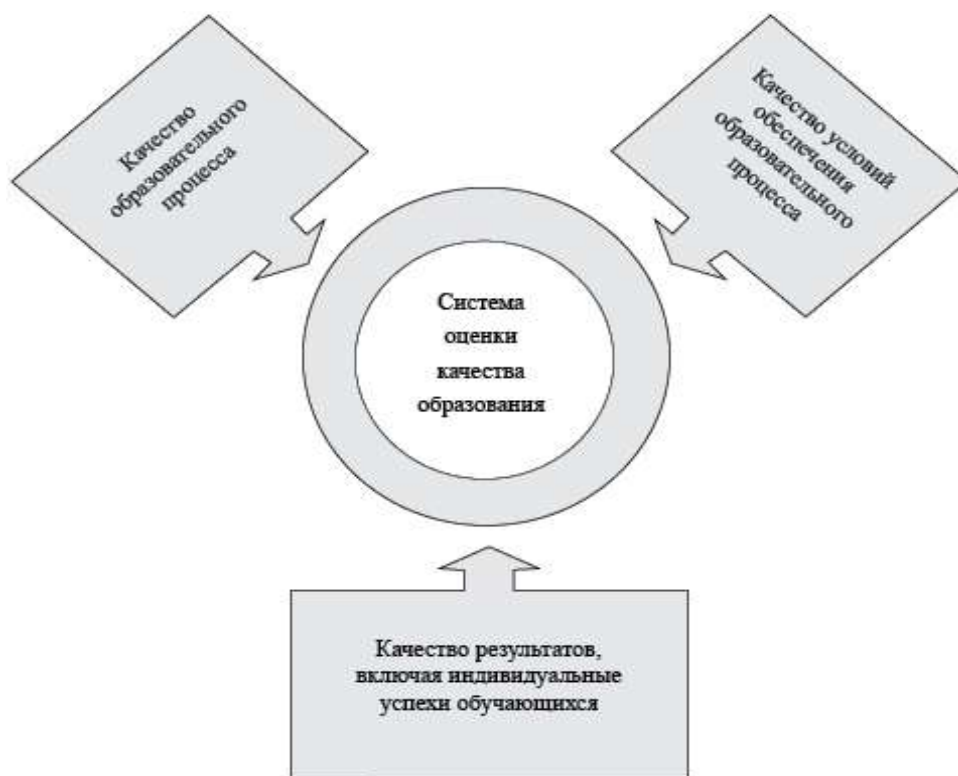 Качество
образовательного
процесса
Качество условий
обеспечения
образовательного
процесса
Система
оценки
качества
образования
Качество результатов,
включая индивидуальные
успехи обучающихся